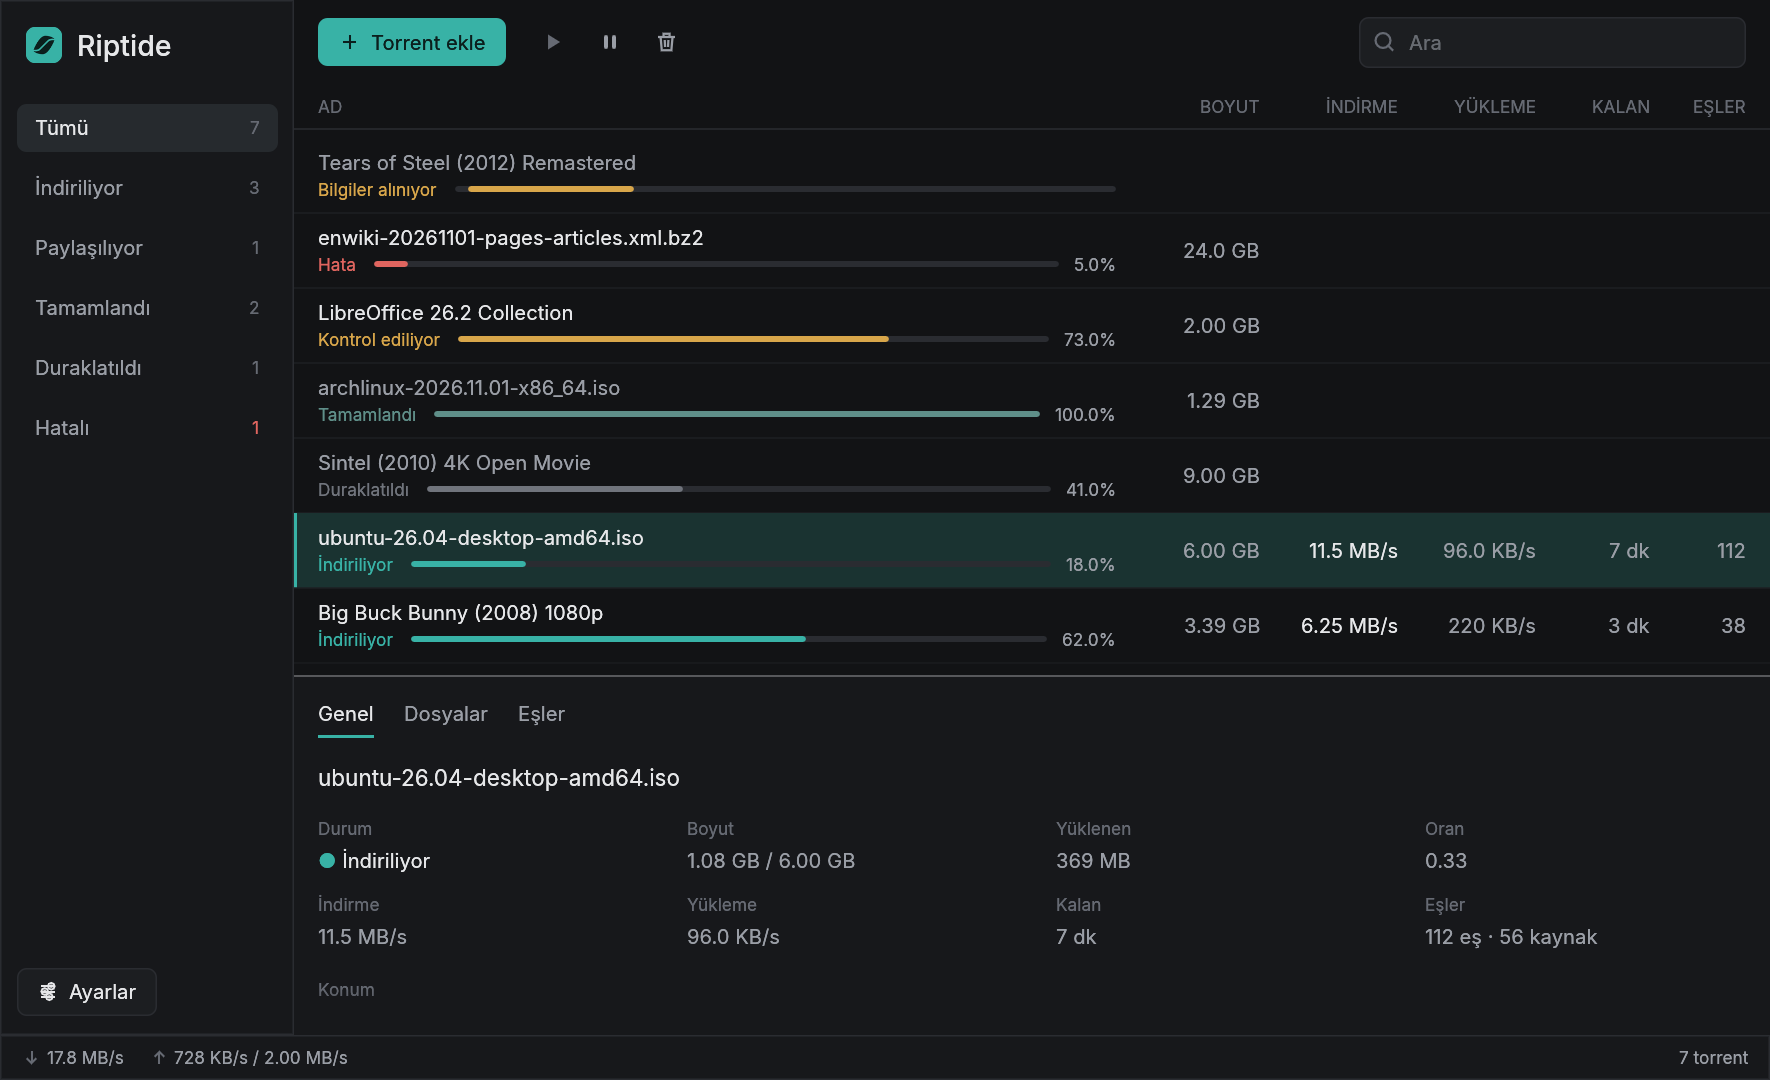 Riptide
Torrent ekle
Ara
Tümü 7
İndiriliyor 3
Paylaşılıyor 1
Tamamlandı 2
Duraklatıldı 1
Hatalı 1
AD BOYUT İNDİRME YÜKLEME KALAN EŞLER
Tears of Steel (2012) Remastered
Bilgiler alınıyor
enwiki-20261101-pages-articles.xml.bz2
Hata 5.0% 24.0 GB
LibreOffice 26.2 Collection
Kontrol ediliyor 73.0% 2.00 GB
archlinux-2026.11.01-x86_64.iso
Tamamlandı 100.0% 1.29 GB
Sintel (2010) 4K Open Movie
Duraklatıldı 41.0% 9.00 GB
ubuntu-26.04-desktop-amd64.iso
İndiriliyor 18.0% 6.00 GB 11.5 MB/s 96.0 KB/s 7 dk 112
Big Buck Bunny (2008) 1080p
İndiriliyor 62.0% 3.39 GB 6.25 MB/s 220 KB/s 3 dk 38
Genel Dosyalar Eşler
ubuntu-26.04-desktop-amd64.iso
Durum Boyut Yüklenen Oran
İndiriliyor 1.08 GB / 6.00 GB 369 MB 0.33
İndirme Yükleme Kalan Eşler
11.5 MB/s 96.0 KB/s 7 dk 112 eş · 56 kaynak
Konum
Ayarlar
↓ 17.8 MB/s ↑ 728 KB/s / 2.00 MB/s 7 torrent